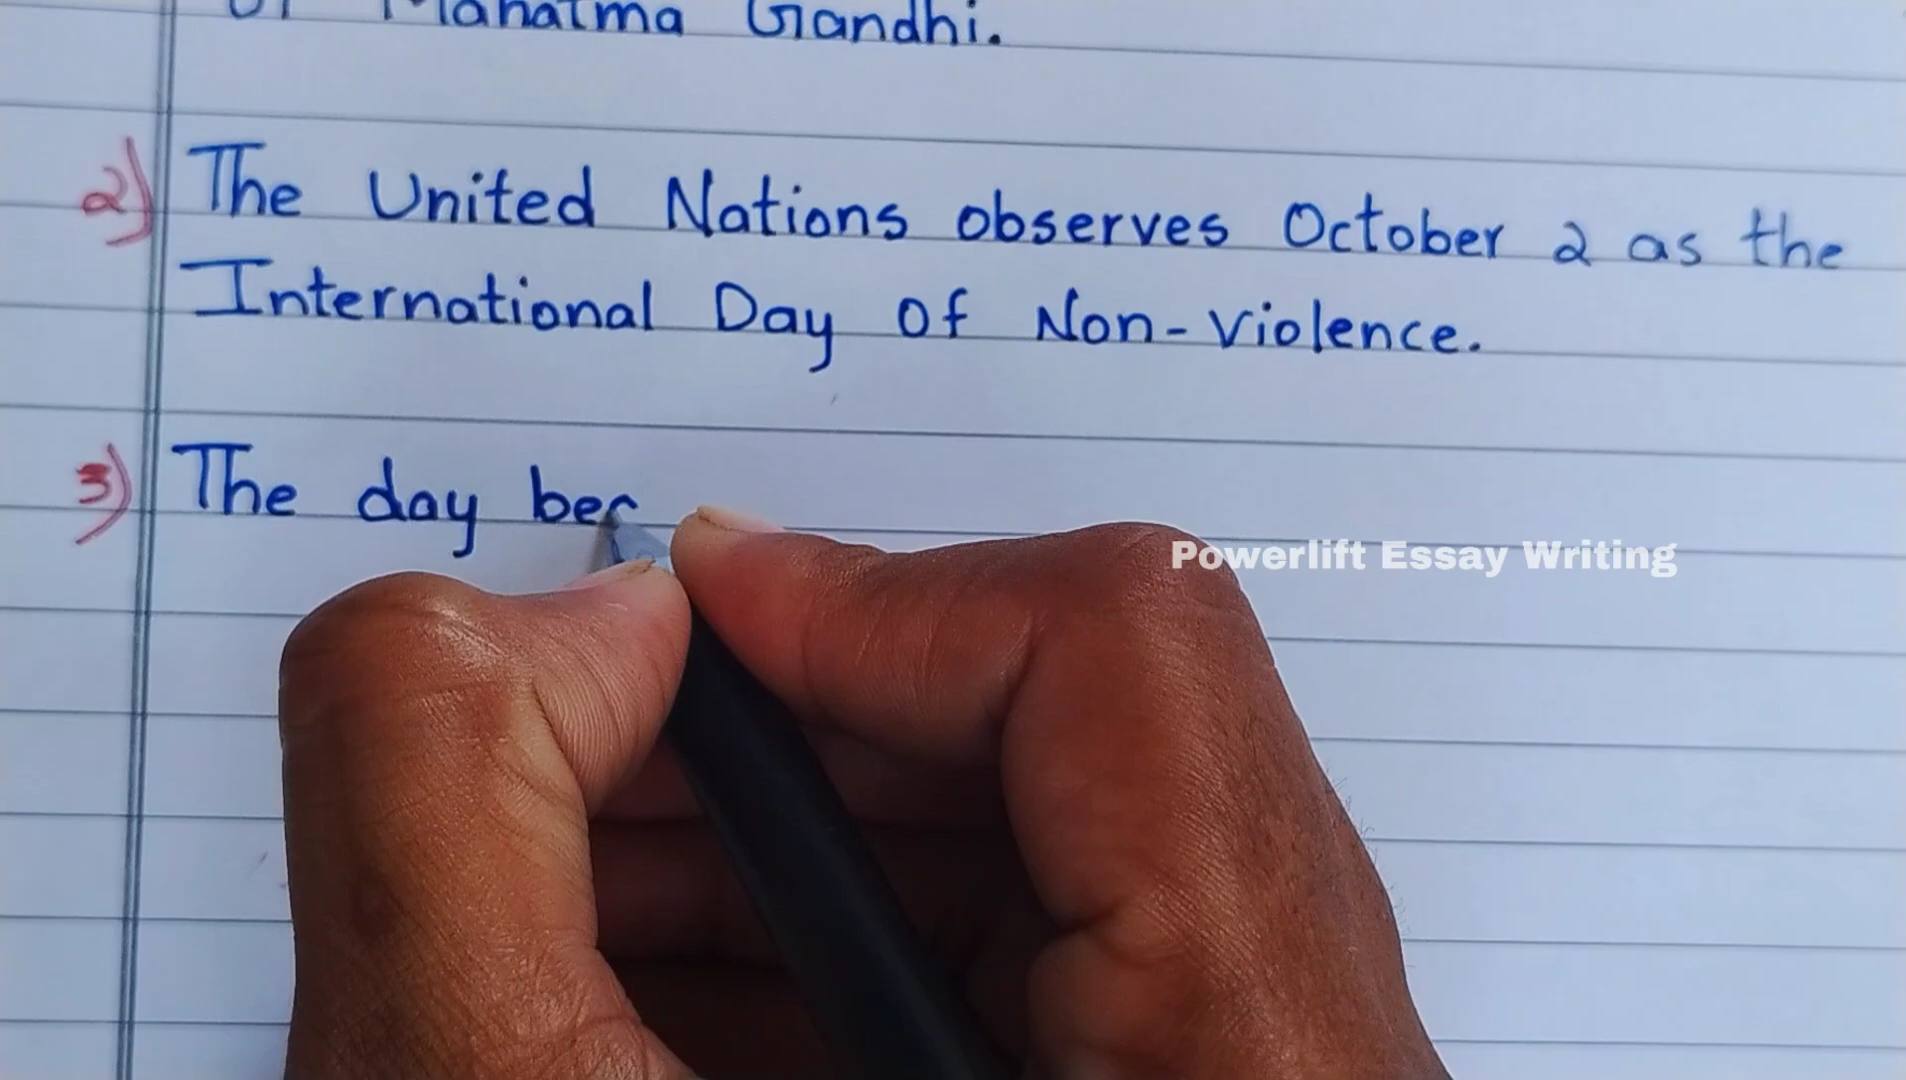 Mahatma Gandhi.
2) The United Nations observes October 2 as the
International Day Of Non-Violence.
3) The day bec
Powerlift Essay Writing